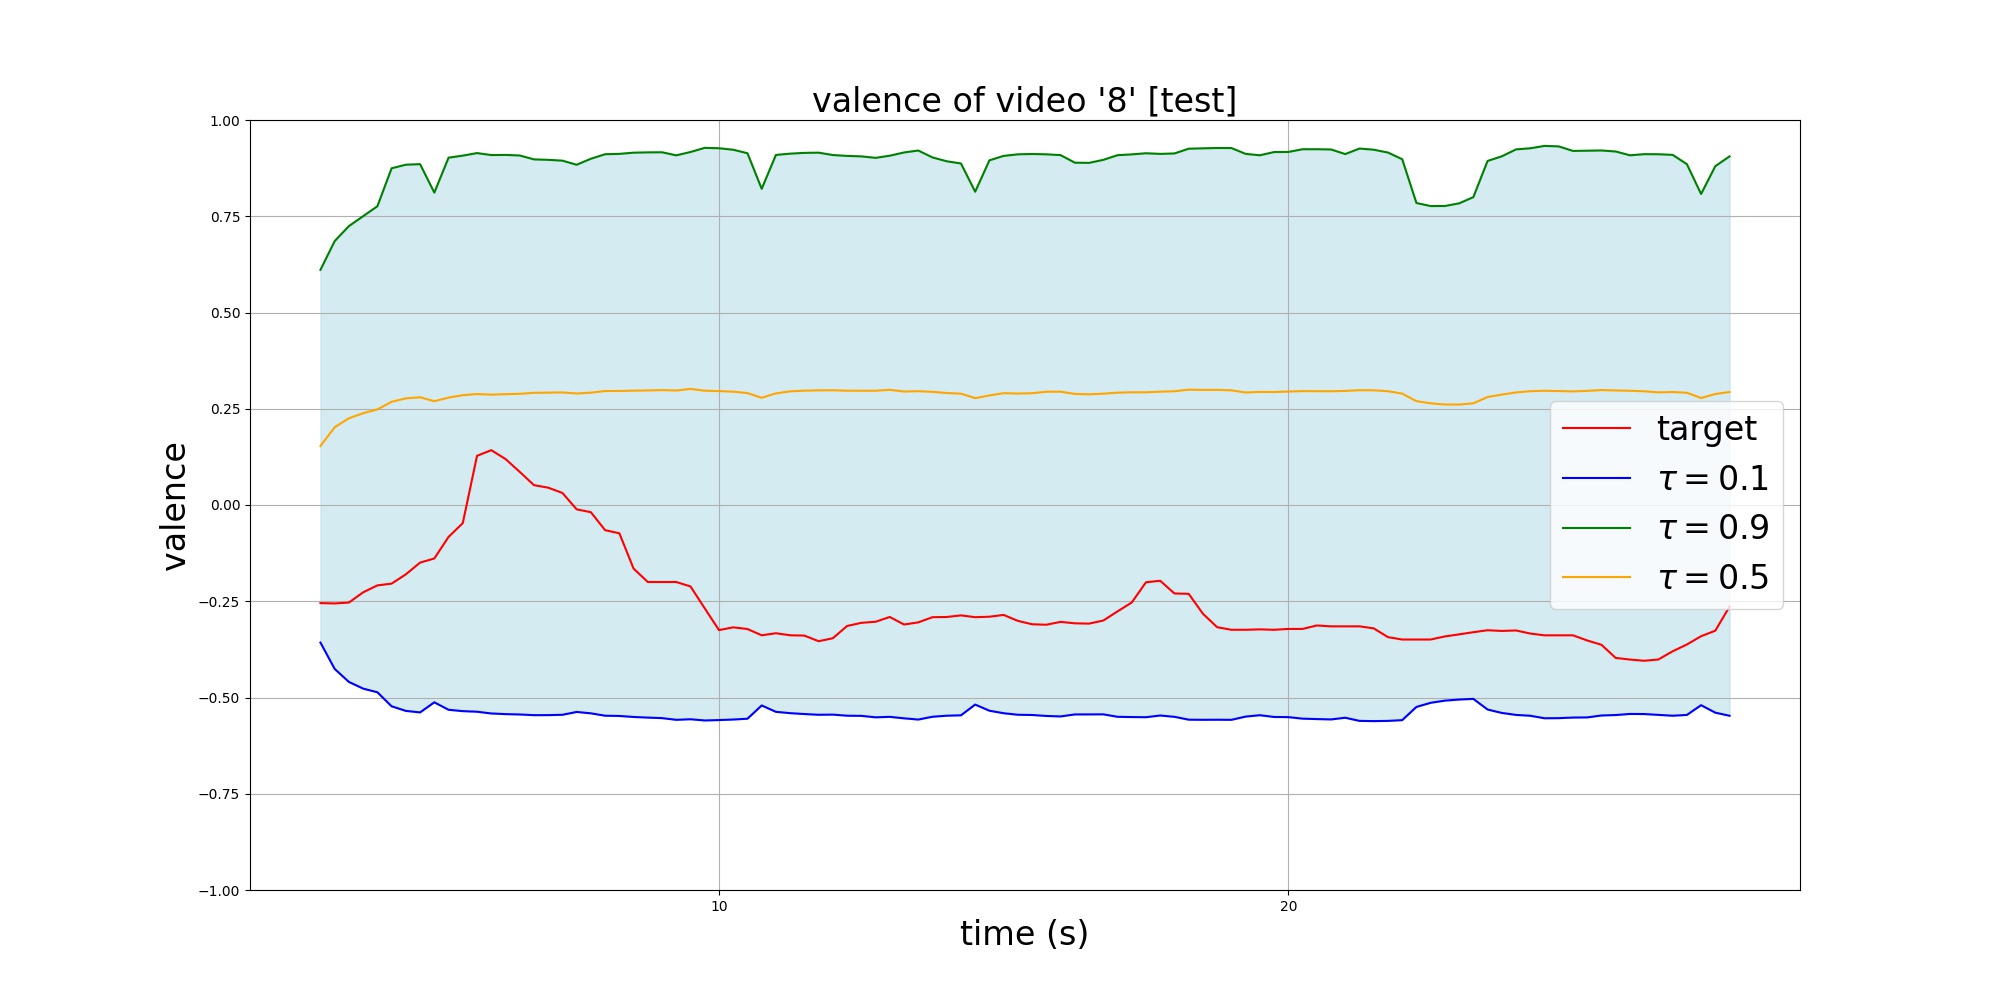 valence of video '8' [test]
1.00
0.75
0.50
0.25
0.00
−0.25
−0.50
−0.75
−1.00
valence
target
τ = 0.1
τ = 0.9
τ = 0.5
10
20
time (s)